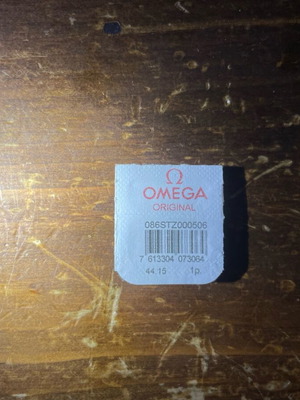 Ω
OMEGA
ORIGINAL
086STZ000506
7 613304 073064
44.15 1p.